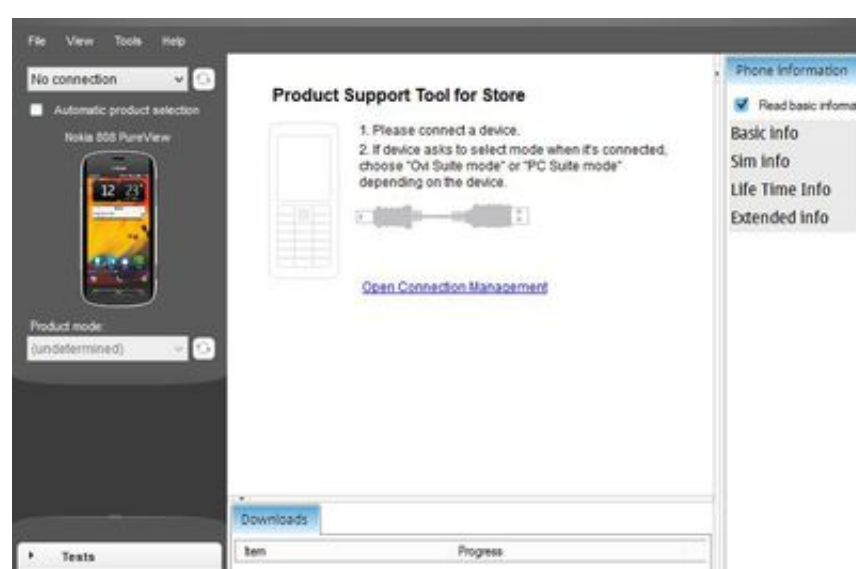 File View Tools Help
No connection
Automatic product selection
Nokia 808 PureView
12 23
Product mode:
(undetermined)
Tests
Product Support Tool for Store
1. Please connect a device.
2. If device asks to select mode when it's connected,
choose "Ovi Suite mode" or "PC Suite mode"
depending on the device.
Open Connection Management
Downloads
Item Progress
Phone Information
Read basic informa
Basic Info
Sim Info
Life Time Info
Extended info